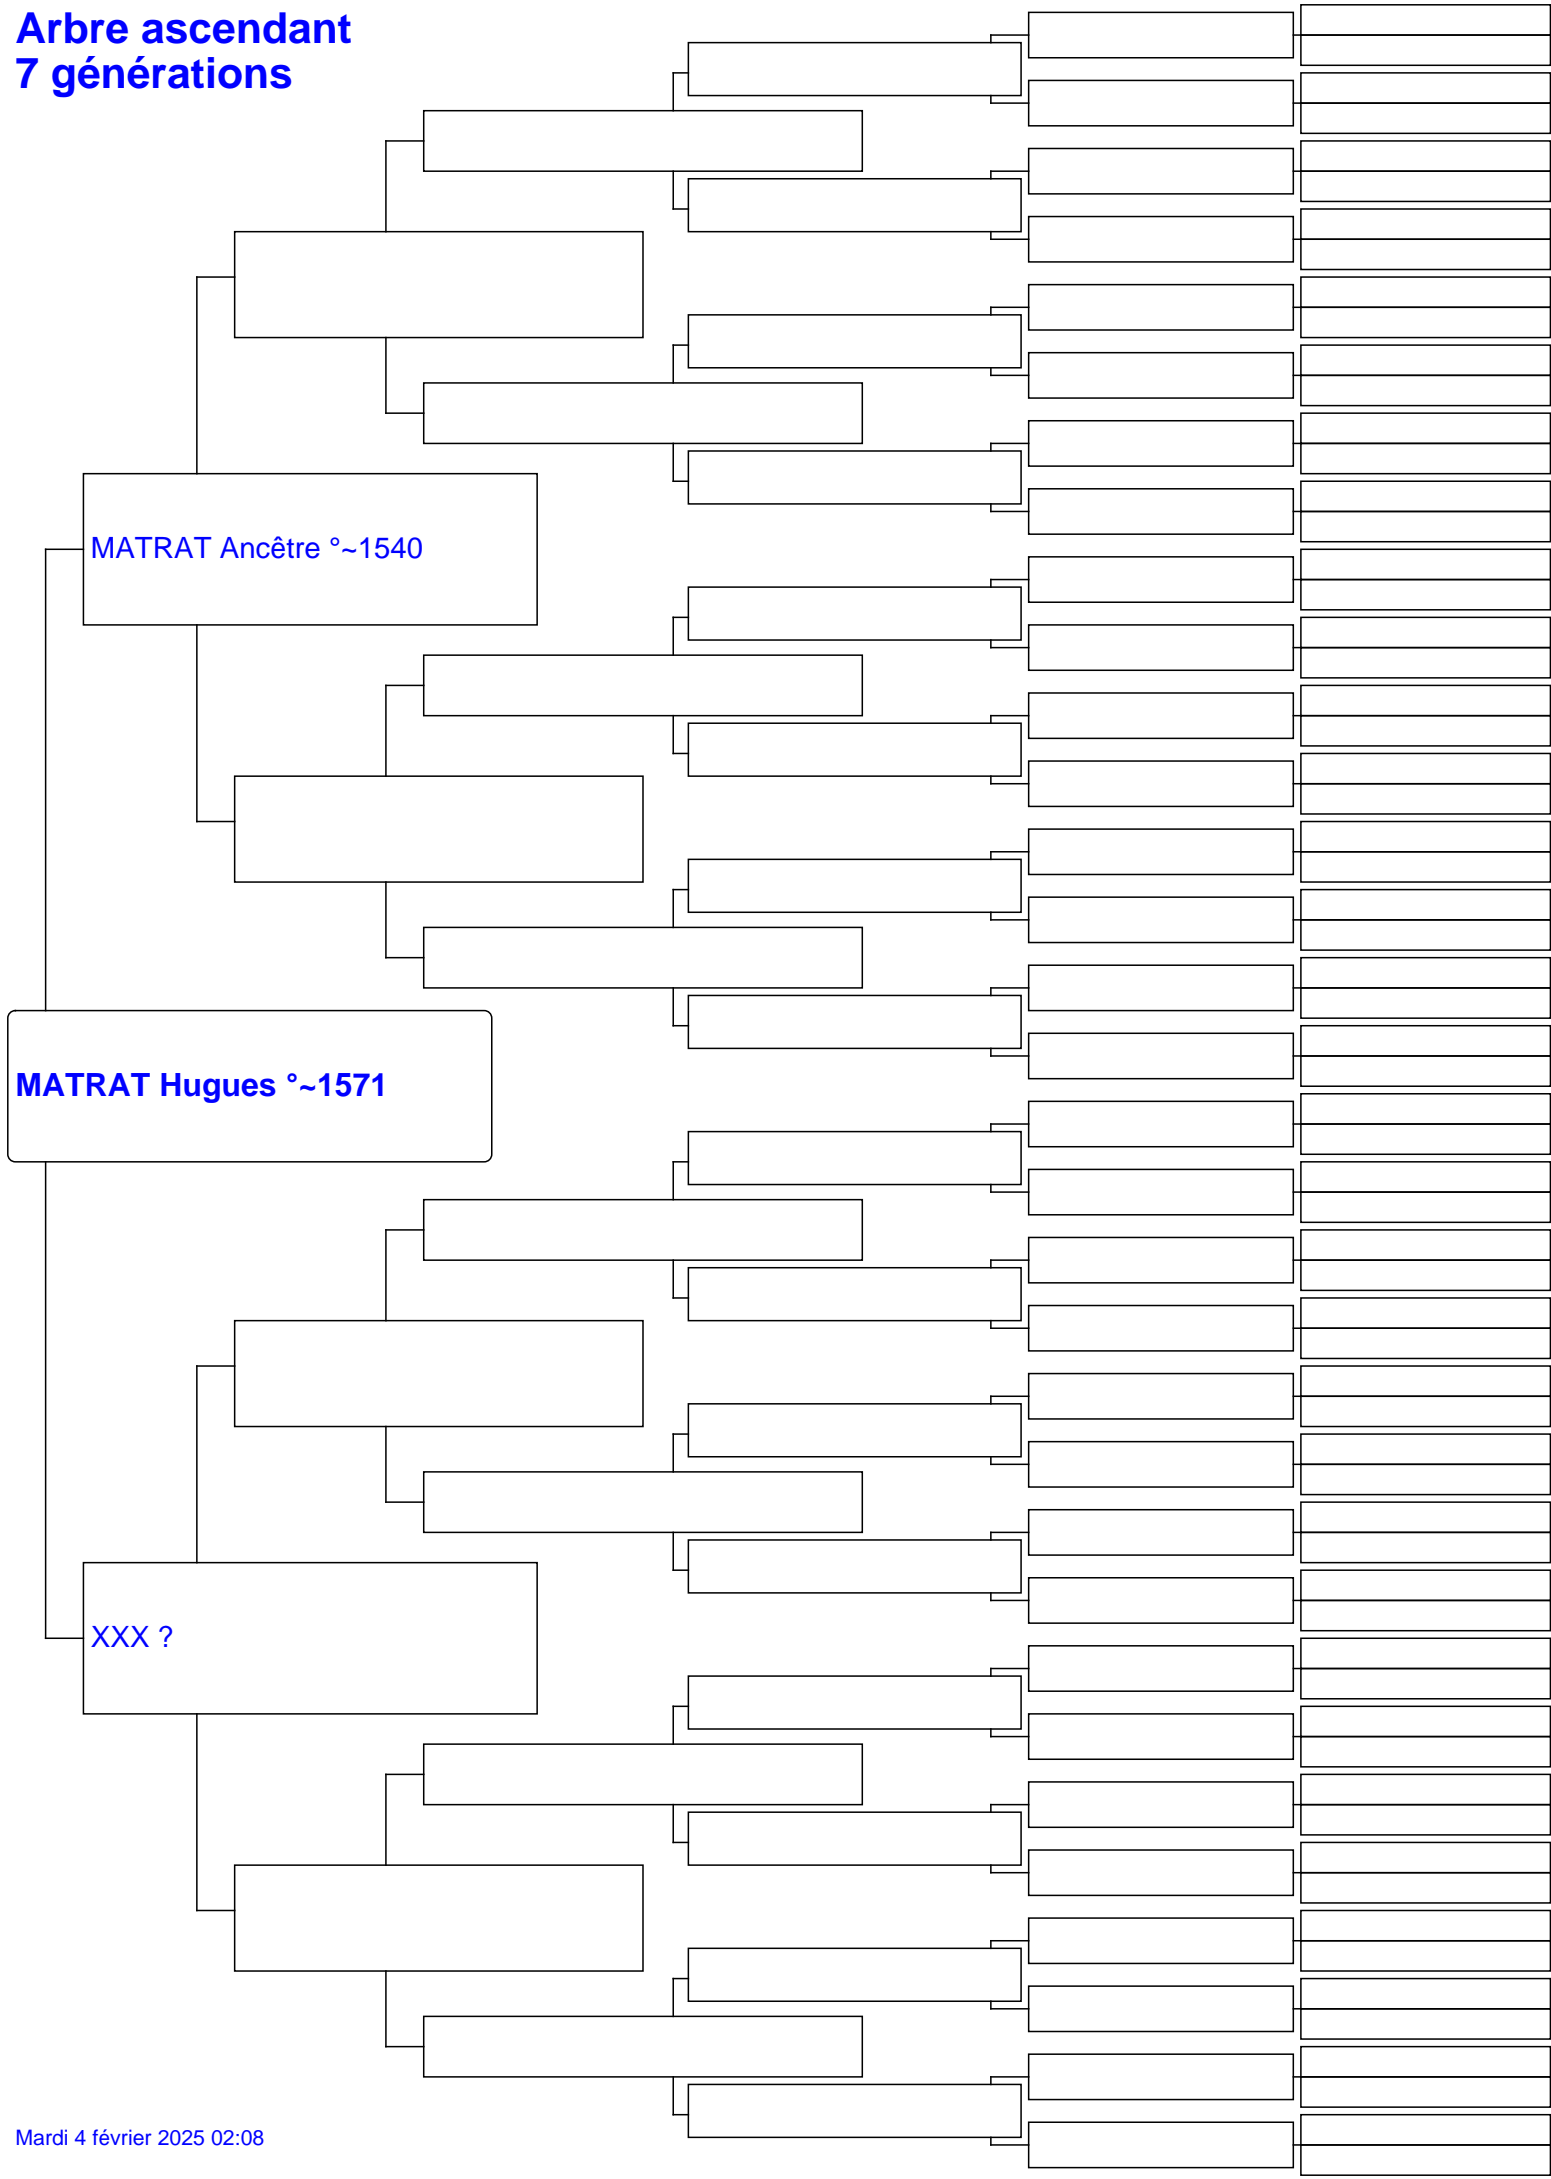 Arbre ascendant
7 générations
MATRAT Ancêtre °~1540
MATRAT Hugues °~1571
XXX ?
Mardi 4 février 2025 02:08